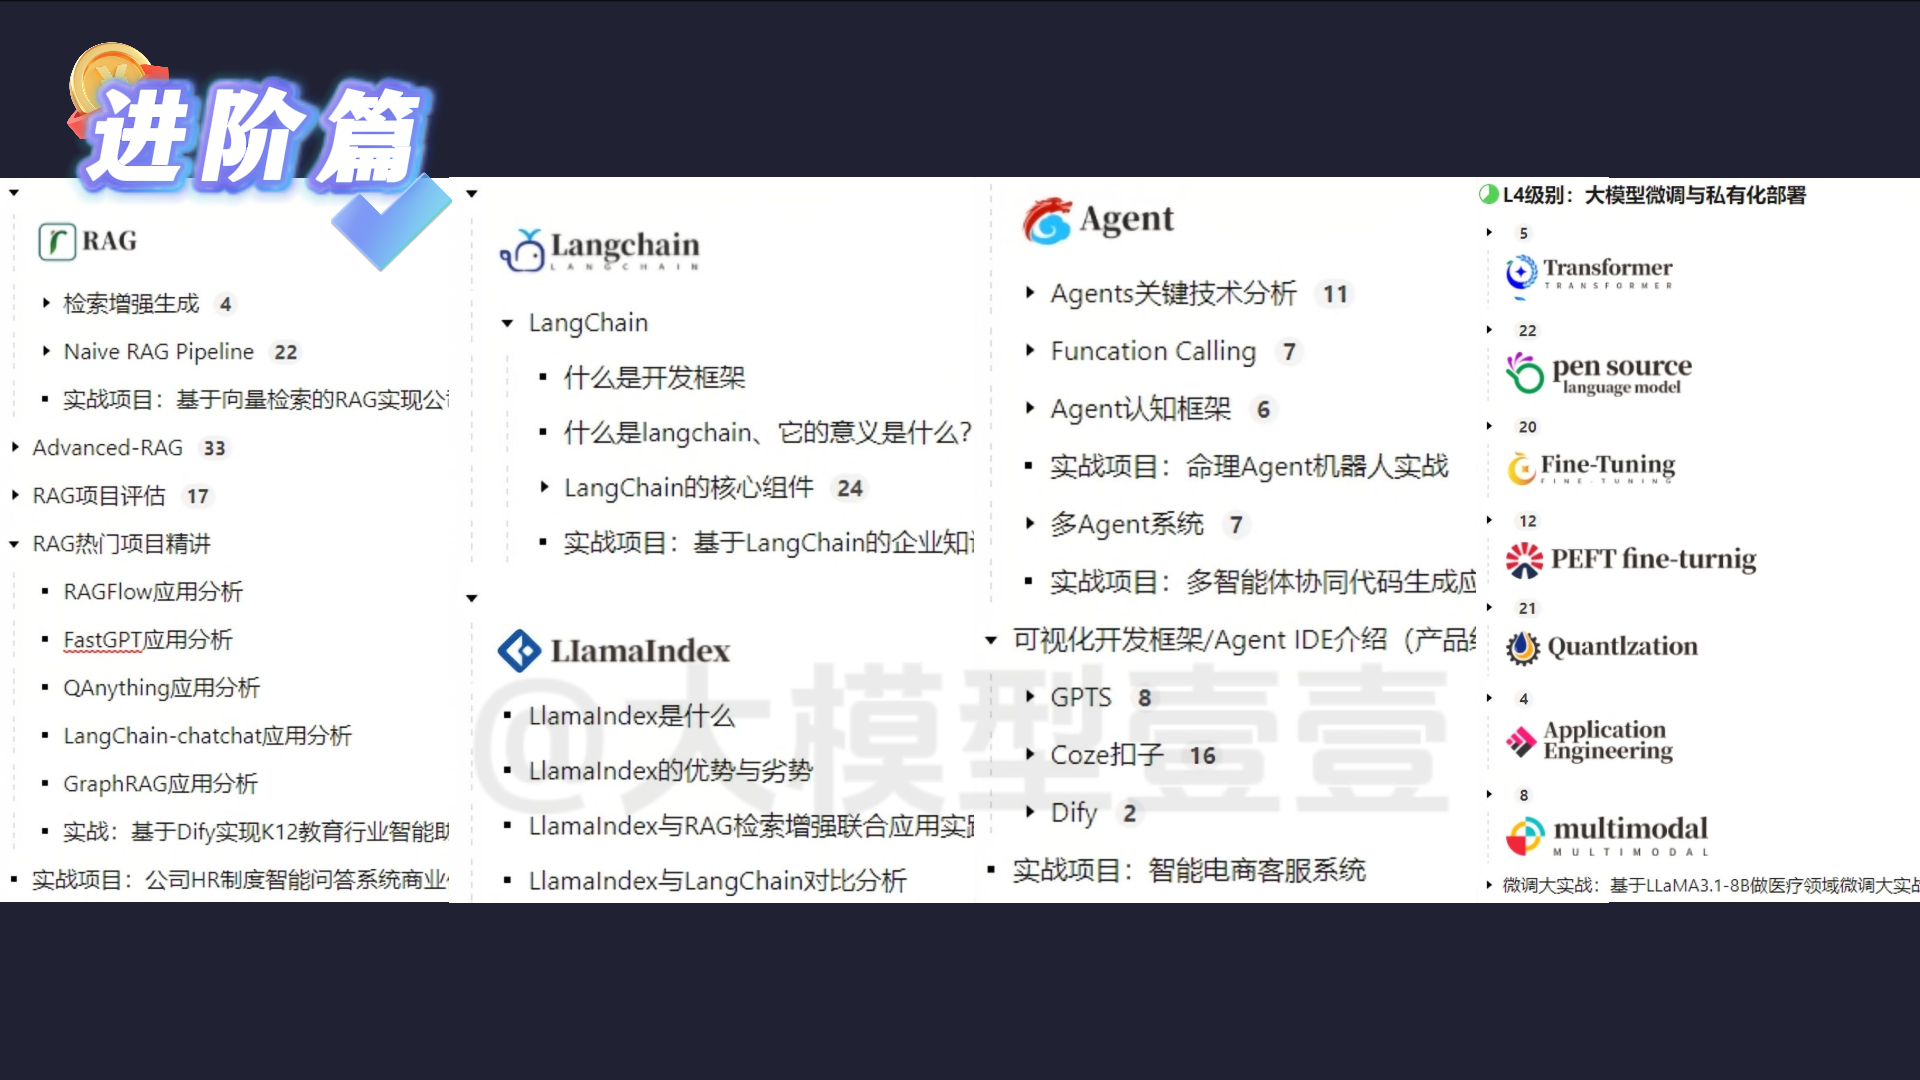 进阶篇
RAG
检索增强生成 4
Naive RAG Pipeline 22
实战项目：基于向量检索的RAG实现公
Advanced-RAG 33
RAG项目评估 17
RAG热门项目精讲
RAGFlow应用分析
FastGPT应用分析
QAnything应用分析
LangChain-chatchat应用分析
GraphRAG应用分析
实战：基于Dify实现K12教育行业智能助
实战项目：公司HR制度智能问答系统商业
Langchain
LANGCHAIN
LangChain
什么是开发框架
什么是langchain、它的意义是什么？
LangChain的核心组件 24
实战项目：基于LangChain的企业知
LlamaIndex
LlamaIndex是什么
LlamaIndex的优势与劣势
LlamaIndex与RAG检索增强联合应用实践
LlamaIndex与LangChain对比分析
Agent
Agents关键技术分析 11
Funcation Calling 7
Agent认知框架 6
实战项目：命理Agent机器人实战
多Agent系统 7
实战项目：多智能体协同代码生成应
可视化开发框架/Agent IDE介绍（产品经
GPTS 8
Coze扣子 16
Dify 2
实战项目：智能电商客服系统
L4级别：大模型微调与私有化部署
5
Transformer
TRANSFORMER
22
pen source
language model
20
Fine-Tuning
FINE-TUNING
12
PEFT fine-turnig
21
Quantlzation
4
Application
Engineering
8
multimodal
MULTIMODAL
微调大实战：基于LLaMA3.1-8B做医疗领域微调大实战
@大模型壹壹